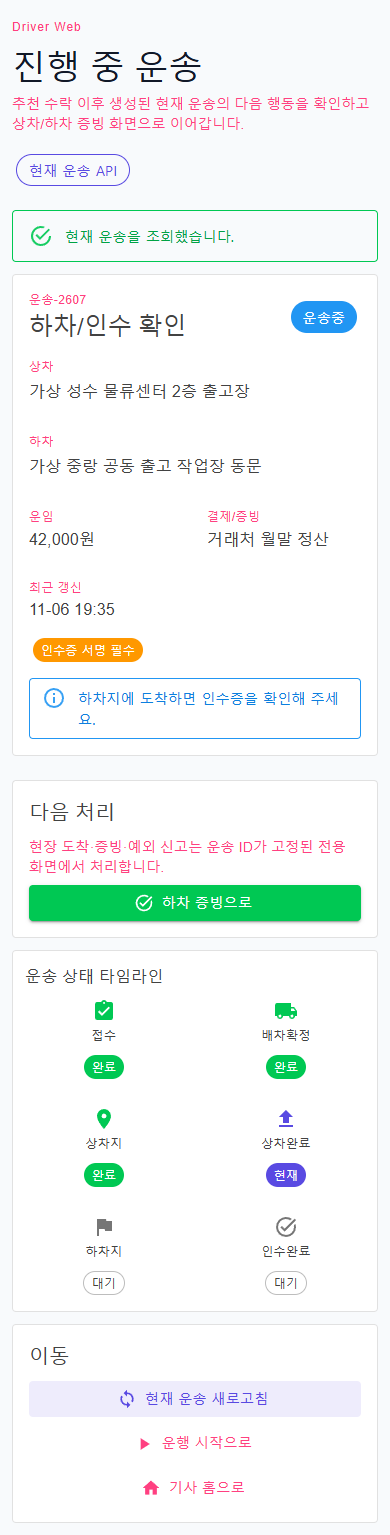 Driver Web
진행 중 운송
추천 수락 이후 생성된 현재 운송의 다음 행동을 확인하고
상차/하차 증빙 화면으로 이어갑니다.
현재 운송 API
현재 운송을 조회했습니다.
운송-2607
하차/인수 확인
운송중
상차
가상 성수 물류센터 2층 출고장
하차
가상 중랑 공동 출고 작업장 동문
운임
결제/증빙
42,000원
거래처 월말 정산
최근 갱신
11-06 19:35
인수증 서명 필수
하차지에 도착하면 인수증을 확인해 주세
요.
다음 처리
현장 도착·증빙·예외 신고는 운송 ID가 고정된 전용
화면에서 처리합니다.
하차 증빙으로
운송 상태 타임라인
접수
배차확정
완료
완료
상차지
상차완료
완료
현재
하차지
인수완료
대기
대기
이동
현재 운송 새로고침
운행 시작으로
기사 홈으로